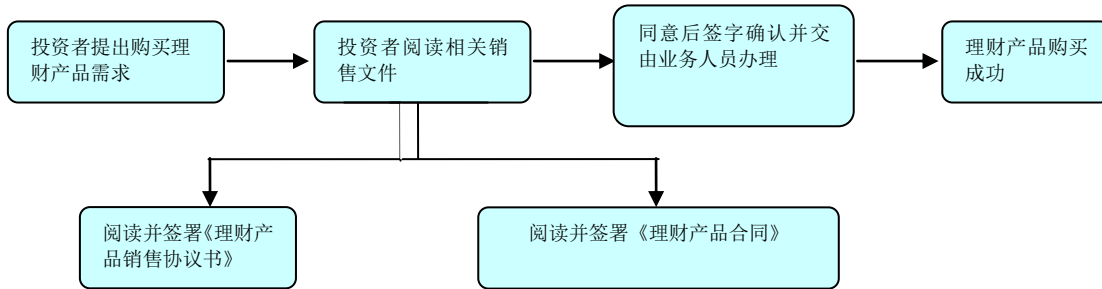 投资者提出购买理
财产品需求
投资者阅读相关销
售文件
同意后签字确认并交
由业务人员办理
理财产品购买
成功
阅读并签署《理财产
品销售协议书》
阅读并签署《理财产品合同》